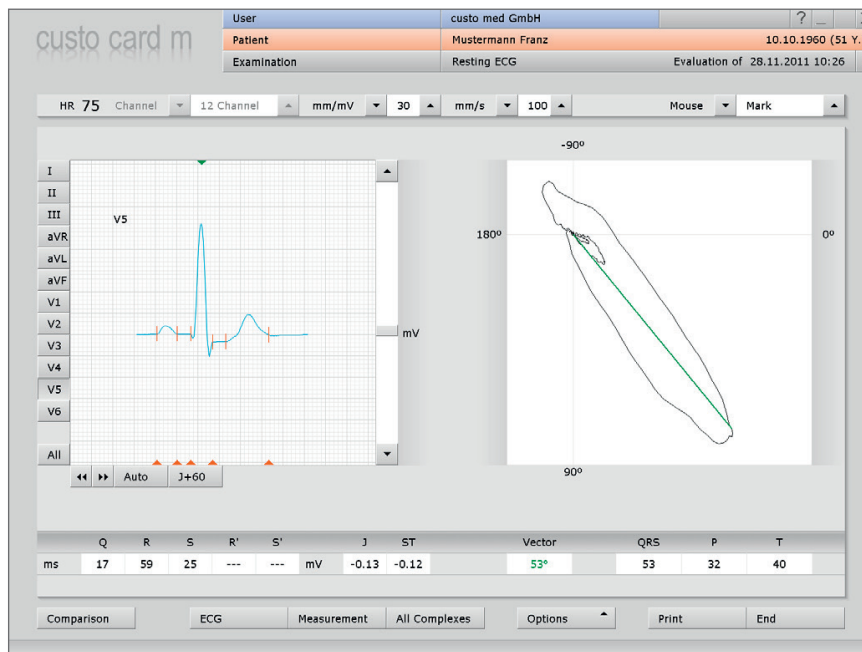 custo card m
User custo med GmbH ? _
Patient Mustermann Franz 10.10.1960 (51 Y.
Examination Resting ECG Evaluation of 28.11.2011 10:26
HR 75 Channel 12 Channel mm/mV 30 mm/s 100 Mouse Mark
-90º
I
II
III
V5
aVR
180º
0º
aVL
aVF
V1
V2
V3
mV
V4
V5
V6
All
90º
Auto J+60
Q R S R' S' J ST Vector QRS P T
ms 17 59 25 --- --- mV -0.13 -0.12 53º 53 32 40
Comparison ECG Measurement All Complexes Options Print End